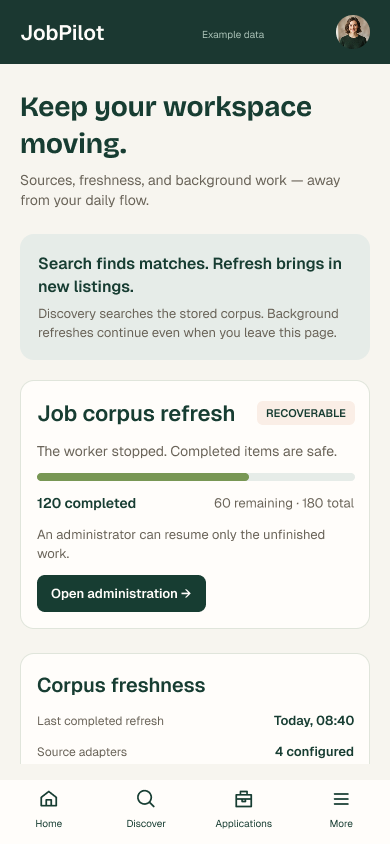 JobPilot
Example data
Keep your workspace
moving.
Sources, freshness, and background work — away
from your daily flow.
Search finds matches. Refresh brings in
new listings.
Discovery searches the stored corpus. Background
refreshes continue even when you leave this page.
Job corpus refresh
RECOVERABLE
The worker stopped. Completed items are safe.
120 completed
60 remaining · 180 total
An administrator can resume only the unfinished
work.
Open administration →
Corpus freshness
Last completed refresh
Today, 08:40
Source adapters
4 configured
Home
Discover
Applications
More